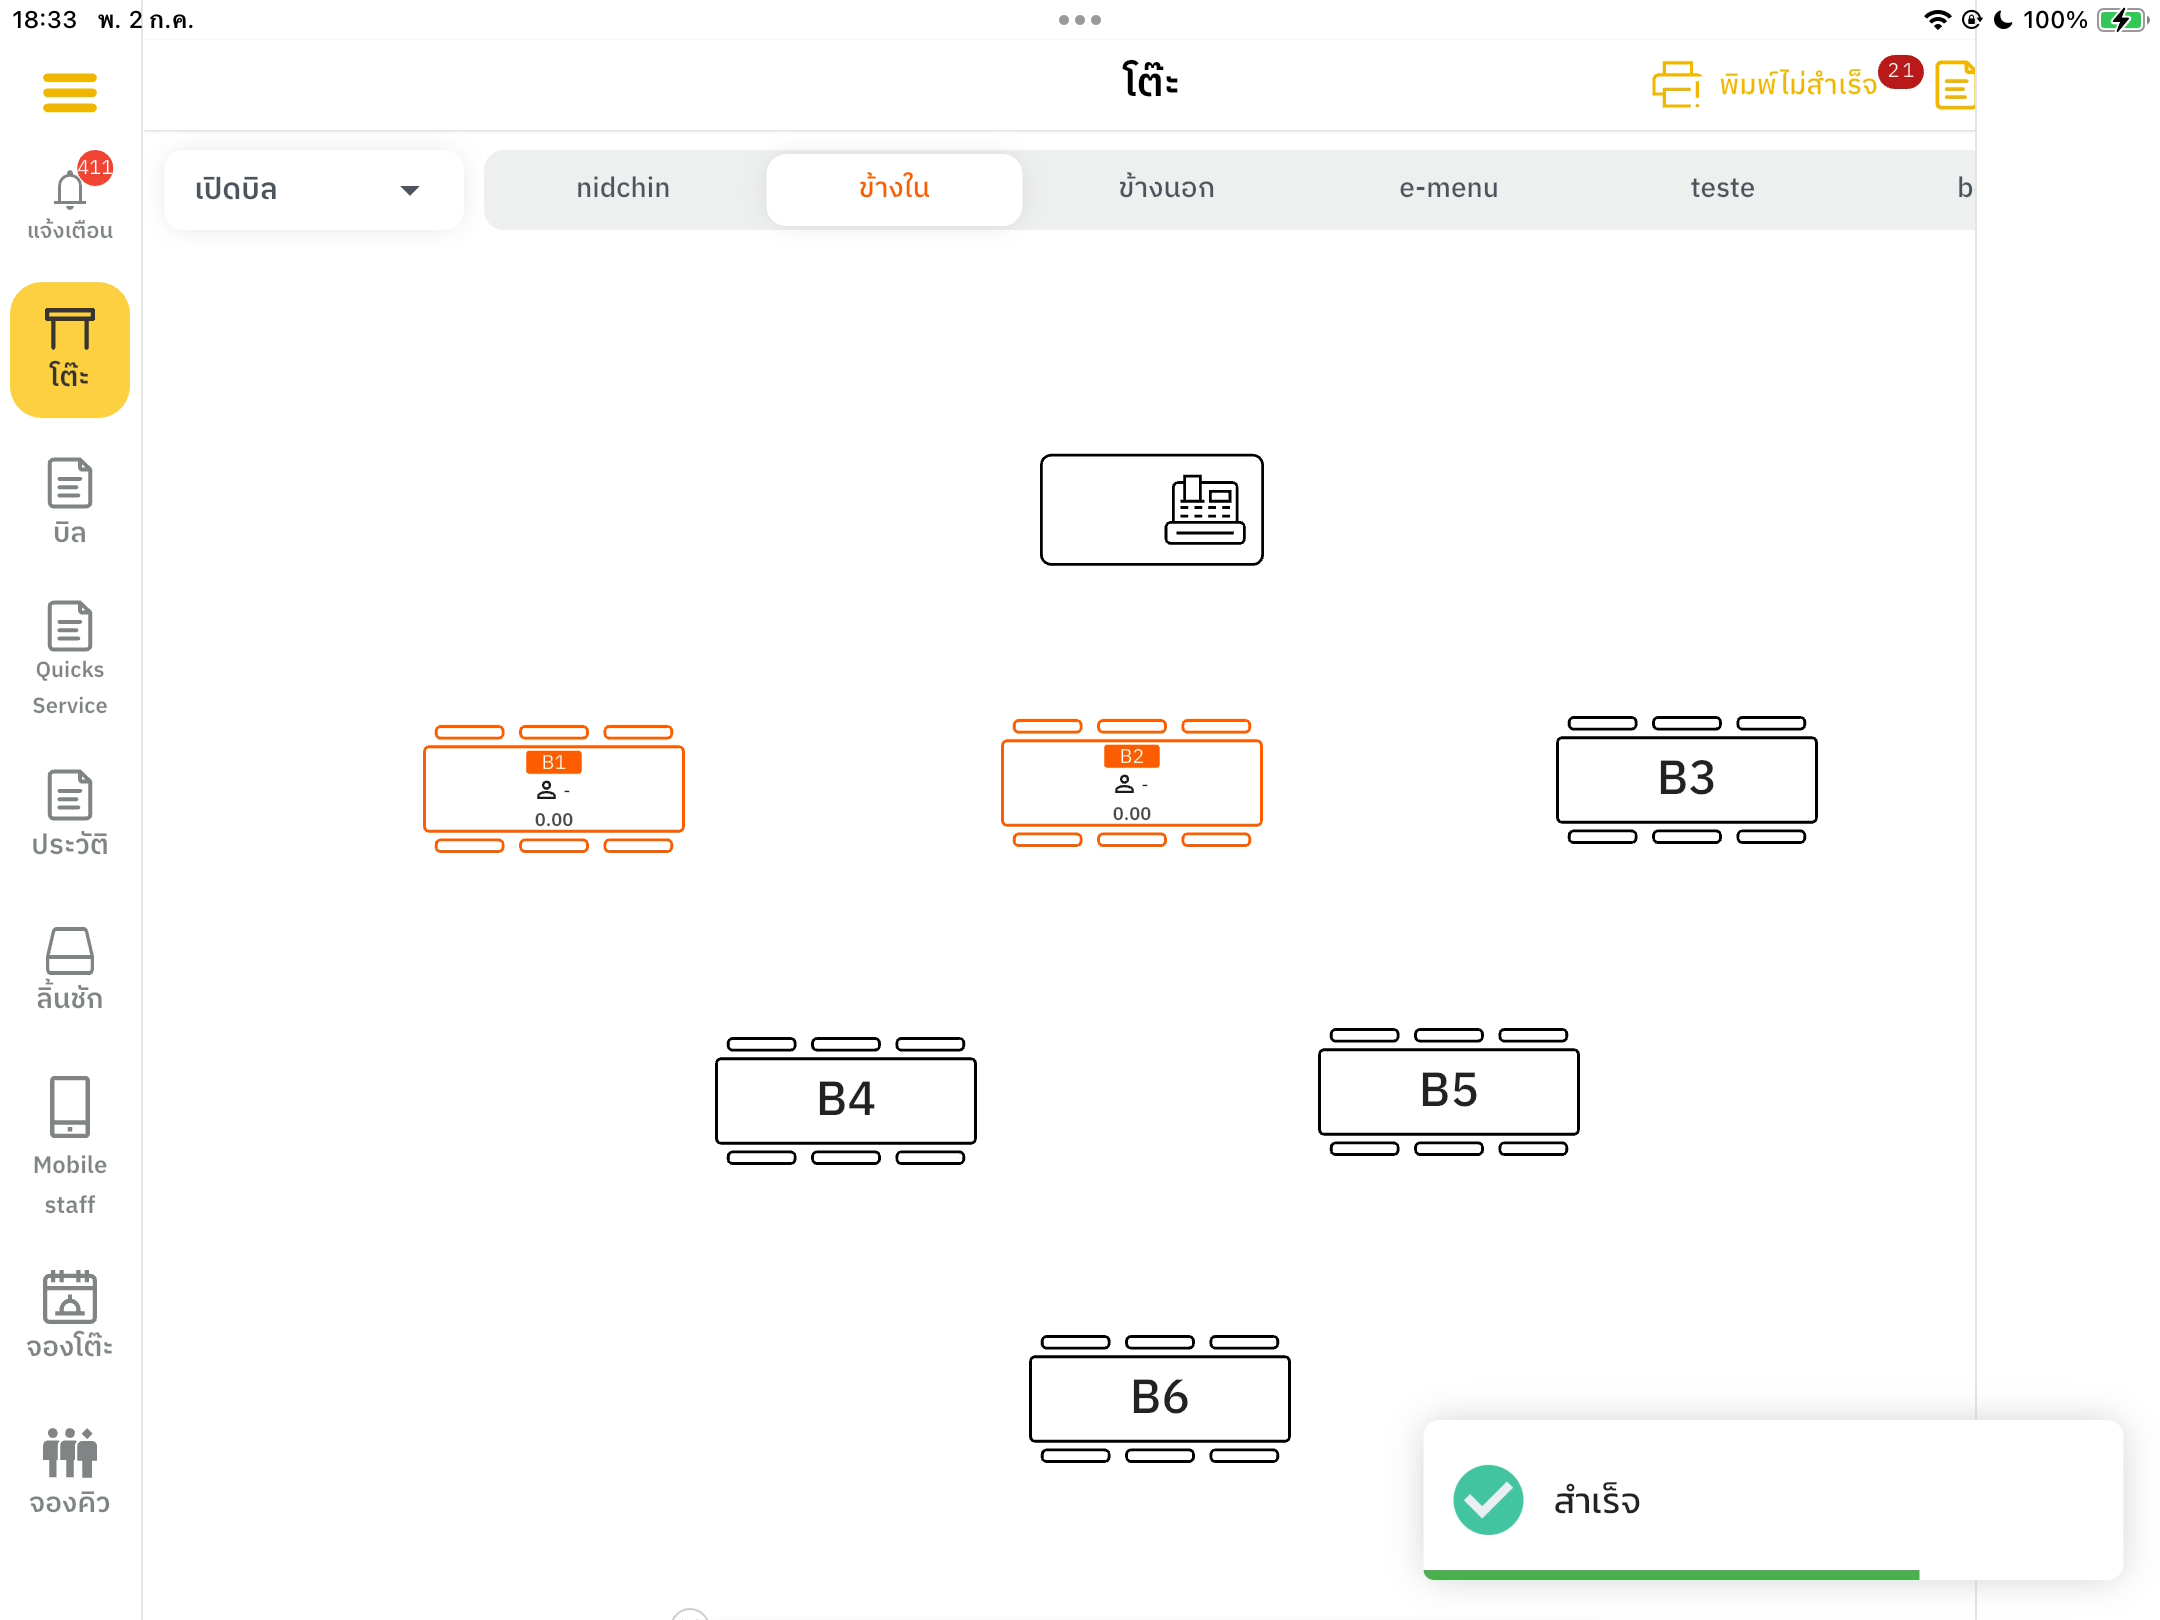 18:33 พ. 2 ก.ค.
100%
โต๊ะ
พิมพ์ไม่สำเร็จ 21
411
แจ้งเตือน
เปิดบิล
nidchin ข้างใน ข้างนอก e-menu teste b
โต๊ะ
บิล
Quicks
Service
ประวัติ
ลิ้นชัก
Mobile
staff
จองโต๊ะ
จองคิว
B1
-
0.00
B2
-
0.00
B3
B4
B5
B6
สำเร็จ